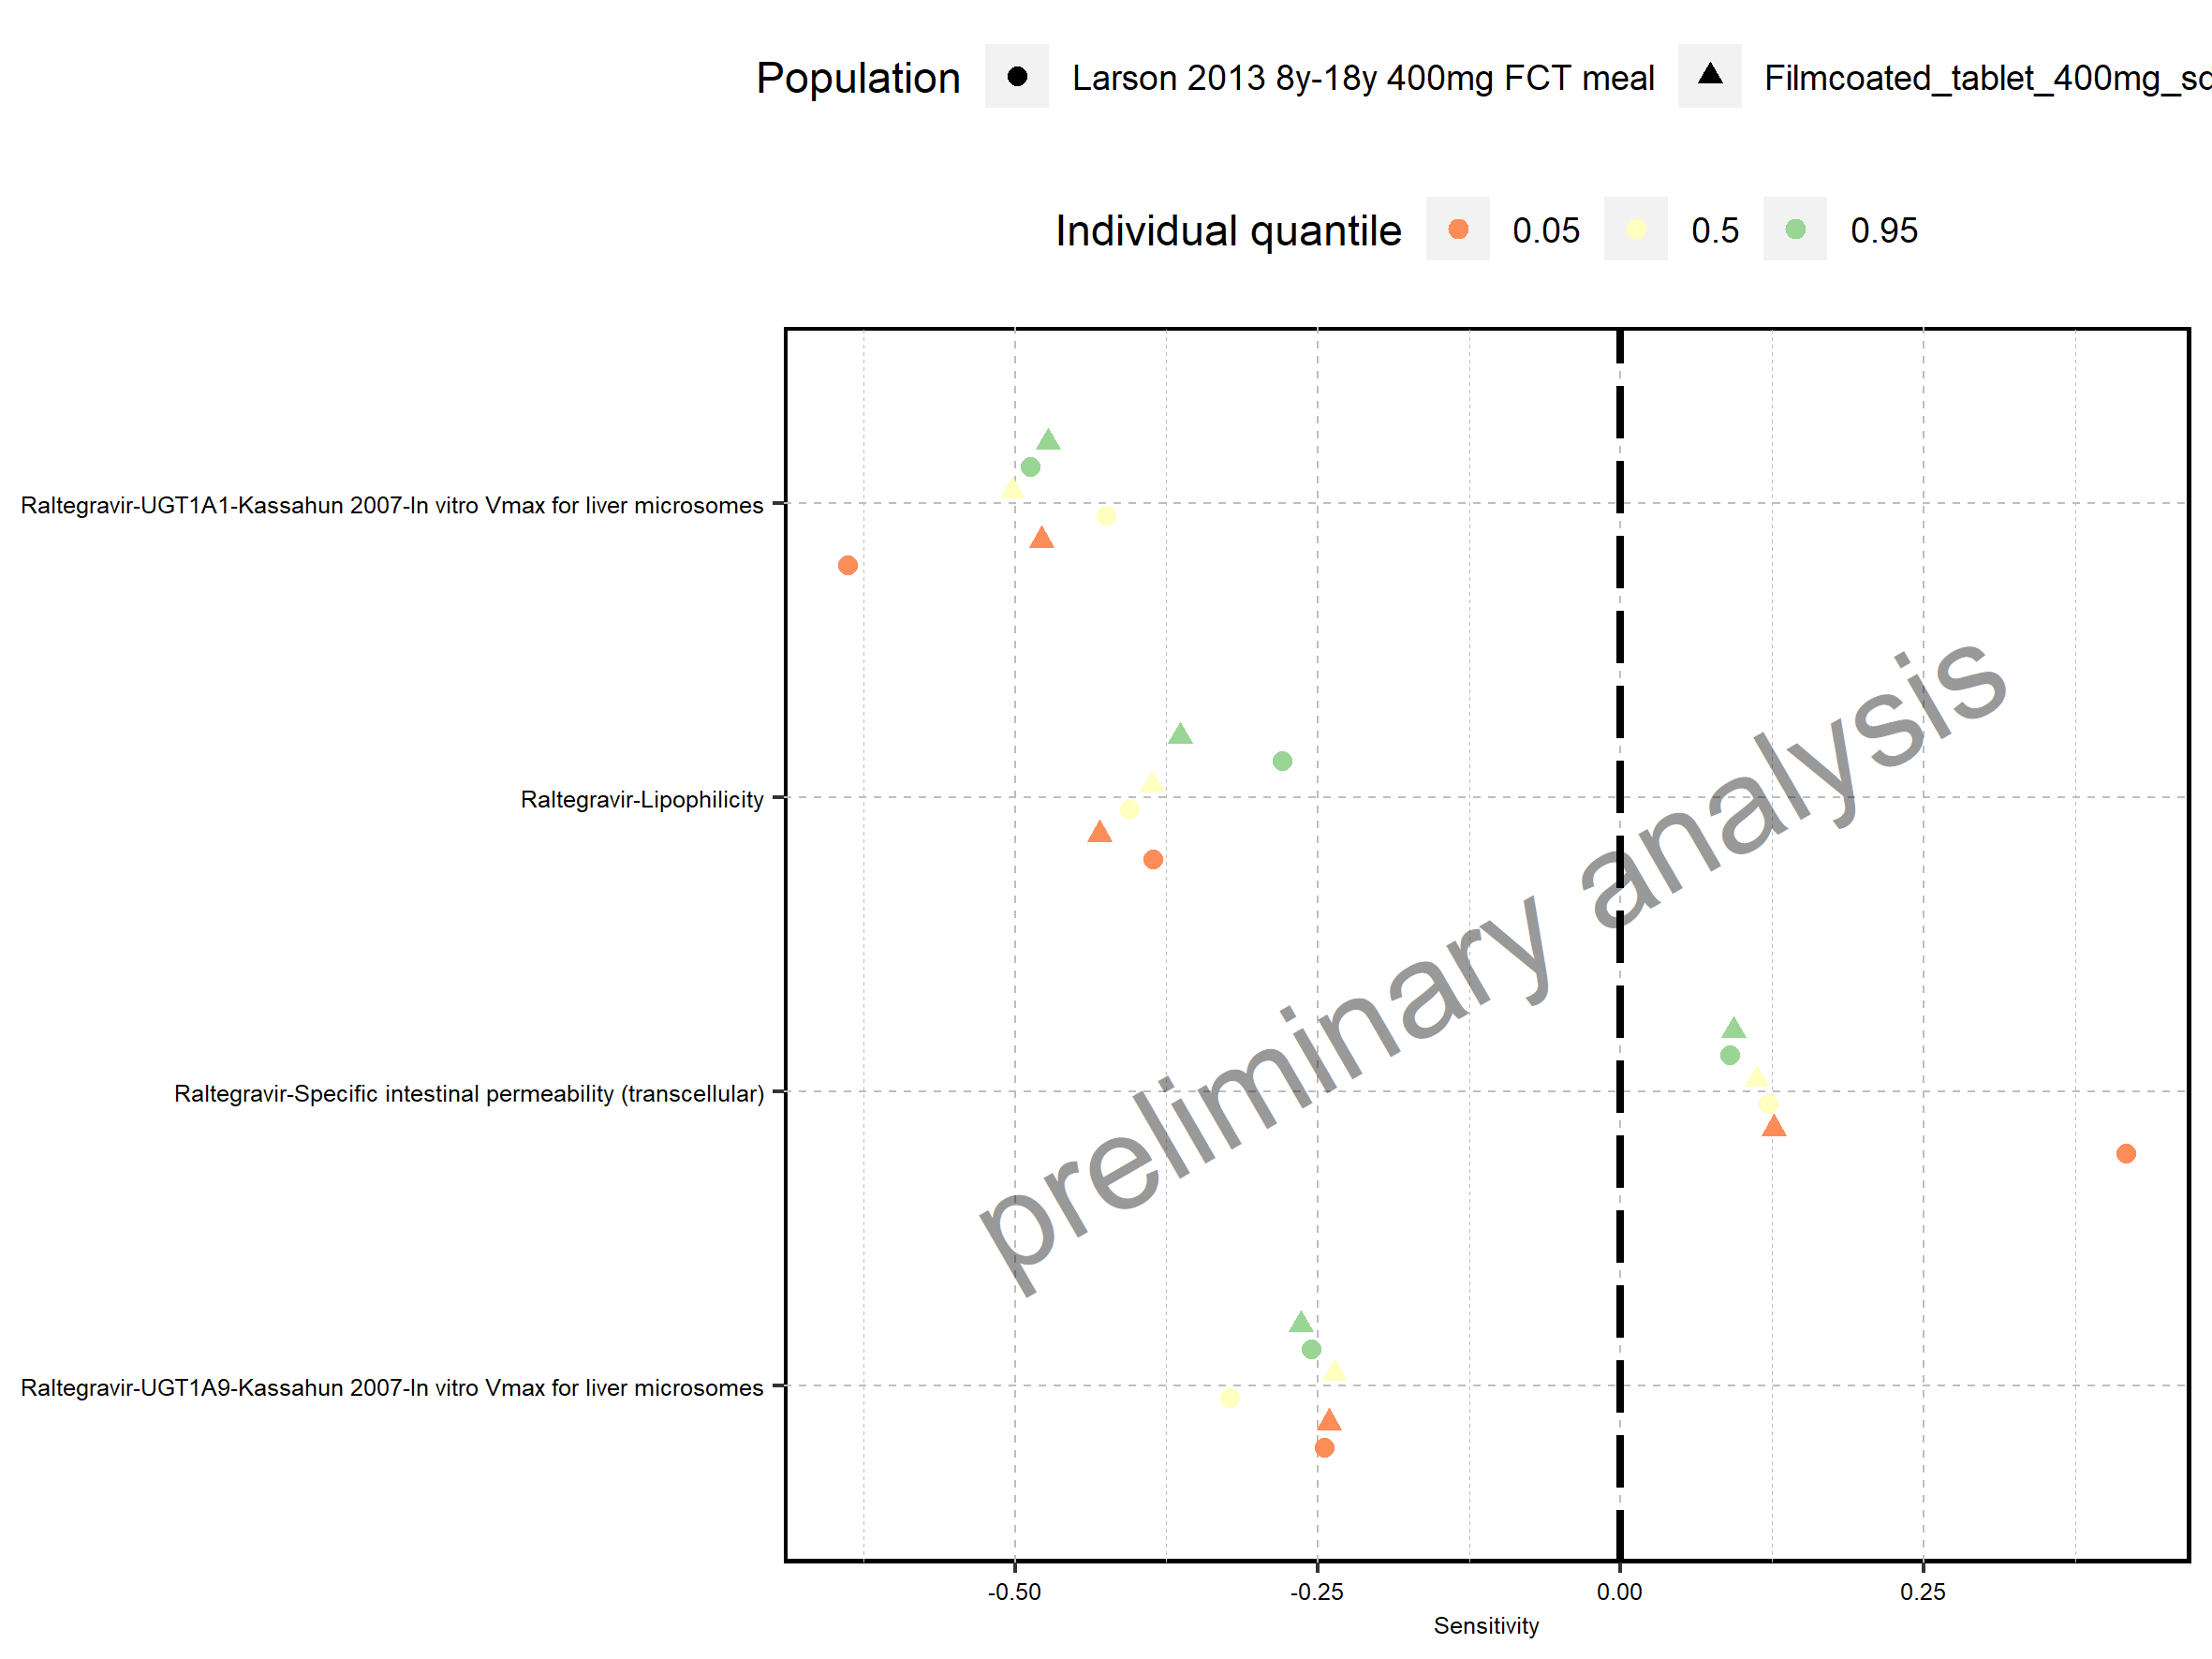 Population Larson 2013 8y-18y 400mg FCT meal Filmcoated_tablet_400mg_sd
Individual quantile 0.05 0.5 0.95
Raltegravir-UGT1A1-Kassahun 2007-In vitro Vmax for liver microsomes
Raltegravir-Lipophilicity
Raltegravir-Specific intestinal permeability (transcellular)
Raltegravir-UGT1A9-Kassahun 2007-In vitro Vmax for liver microsomes
preliminary analysis
-0.50 -0.25 0.00 0.25
Sensitivity